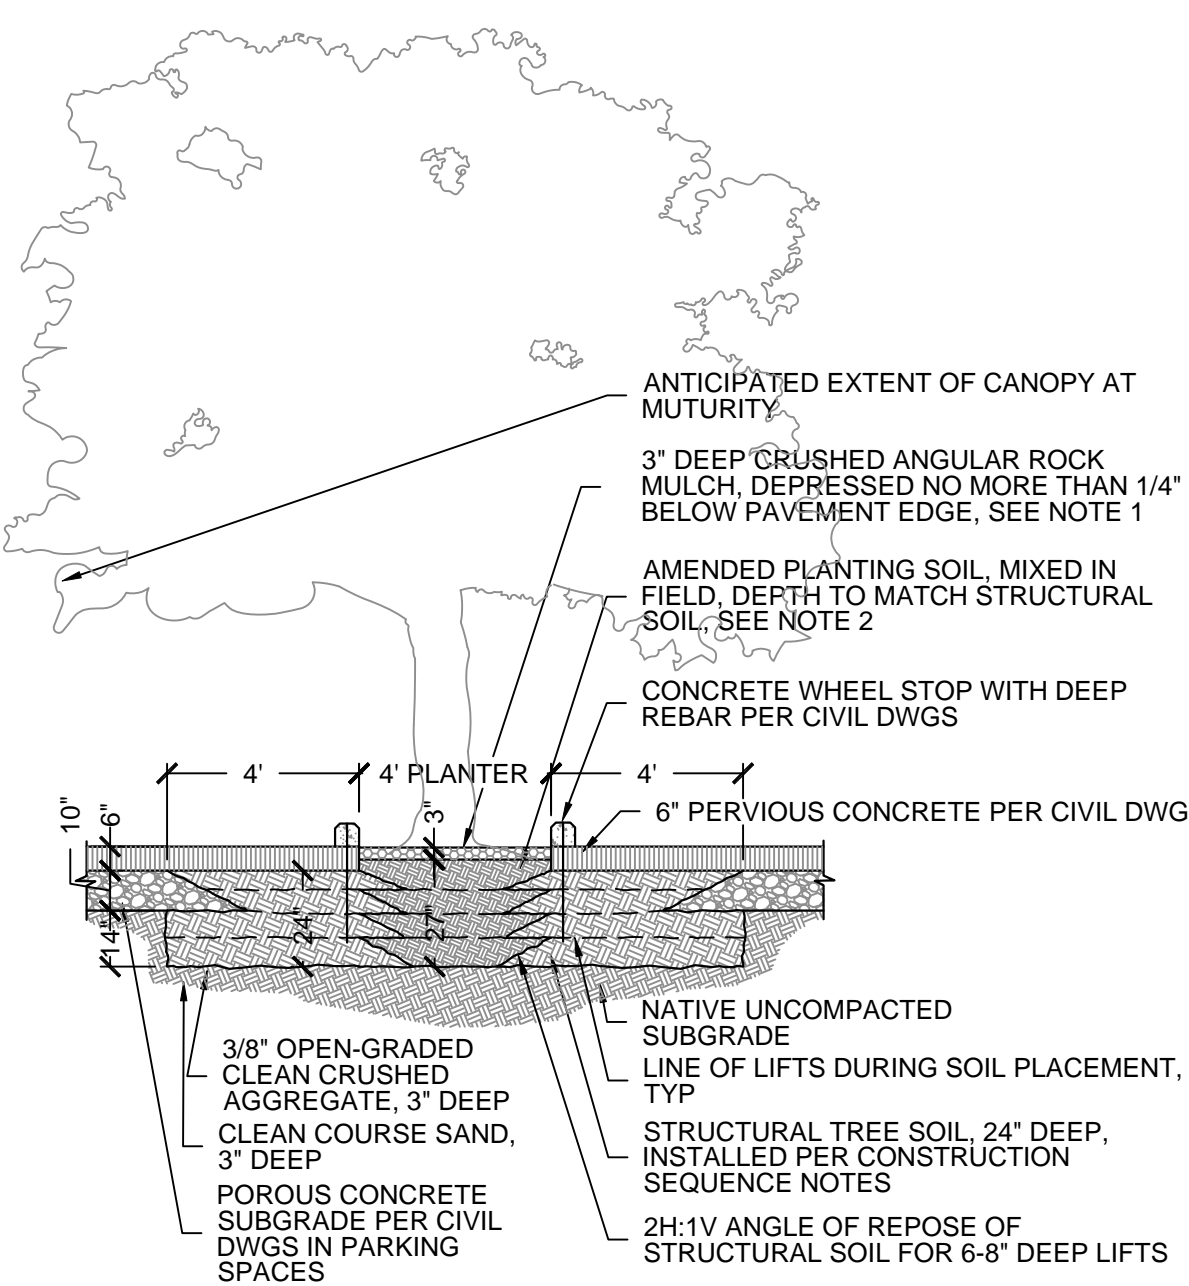 ANTICIPATED EXTENT OF CANOPY AT
MUTURITY
3" DEEP CRUSHED ANGULAR ROCK
MULCH, DEPRESSED NO MORE THAN 1/4"
BELOW PAVEMENT EDGE, SEE NOTE 1
AMENDED PLANTING SOIL, MIXED IN
FIELD, DEPTH TO MATCH STRUCTURAL
SOIL, SEE NOTE 2
CONCRETE WHEEL STOP WITH DEEP
REBAR PER CIVIL DWGS
4'
4' PLANTER
4'
6" PERVIOUS CONCRETE PER CIVIL DWG
10"
6"
3"
14"
24"
27"
NATIVE UNCOMPACTED
SUBGRADE
LINE OF LIFTS DURING SOIL PLACEMENT,
TYP
STRUCTURAL TREE SOIL, 24" DEEP,
INSTALLED PER CONSTRUCTION
SEQUENCE NOTES
2H:1V ANGLE OF REPOSE OF
STRUCTURAL SOIL FOR 6-8" DEEP LIFTS
3/8" OPEN-GRADED
CLEAN CRUSHED
AGGREGATE, 3" DEEP
CLEAN COURSE SAND,
3" DEEP
POROUS CONCRETE
SUBGRADE PER CIVIL
DWGS IN PARKING
SPACES